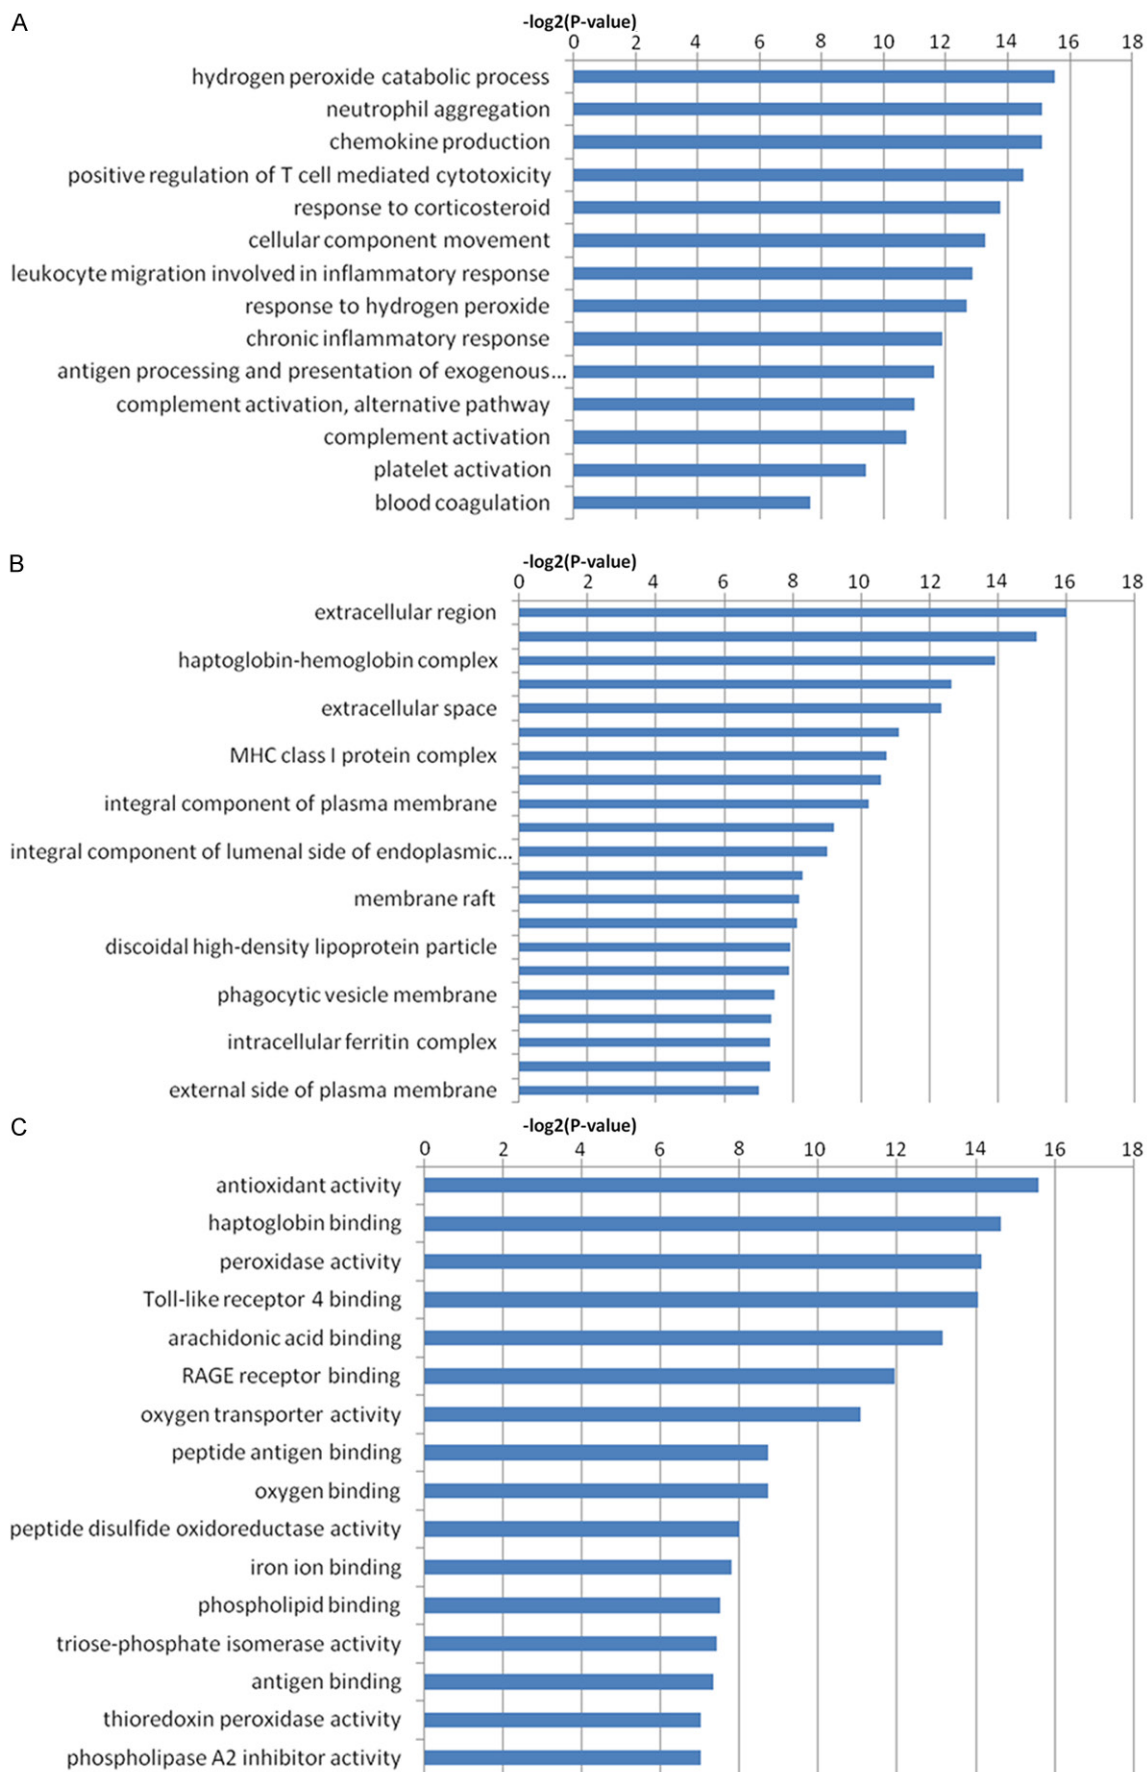 A
-log2(P-value)
0 2 4 6 8 10 12 14 16 18
hydrogen peroxide catabolic process
neutrophil aggregation
chemokine production
positive regulation of T cell mediated cytotoxicity
response to corticosteroid
cellular component movement
leukocyte migration involved in inflammatory response
response to hydrogen peroxide
chronic inflammatory response
antigen processing and presentation of exogenous...
complement activation, alternative pathway
complement activation
platelet activation
blood coagulation
B
-log2(P-value)
0 2 4 6 8 10 12 14 16 18
extracellular region
haptoglobin-hemoglobin complex
extracellular space
MHC class I protein complex
integral component of plasma membrane
integral component of lumenal side of endoplasmic...
membrane raft
discoidal high-density lipoprotein particle
phagocytic vesicle membrane
intracellular ferritin complex
external side of plasma membrane
C
-log2(P-value)
0 2 4 6 8 10 12 14 16 18
antioxidant activity
haptoglobin binding
peroxidase activity
Toll-like receptor 4 binding
arachidonic acid binding
RAGE receptor binding
oxygen transporter activity
peptide antigen binding
oxygen binding
peptide disulfide oxidoreductase activity
iron ion binding
phospholipid binding
triose-phosphate isomerase activity
antigen binding
thioredoxin peroxidase activity
phospholipase A2 inhibitor activity